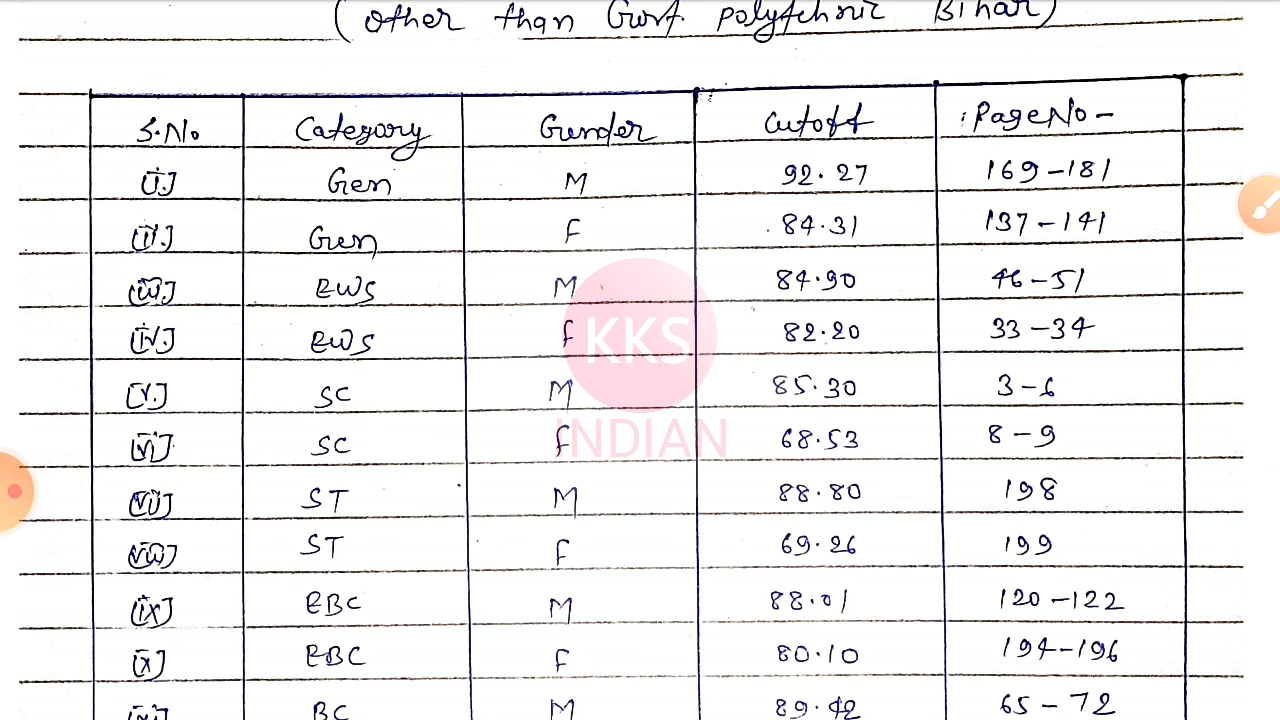 (Other than Govt. polytchnic Bihar)
S.No Category Gender Cutoff :PageNo-
(i.] Gen M 92.27 169-181
(ii.] Gen F 84.31 137-141
(iii.] EWS M 84.90 46-51
(iv.] EWS F 82.20 33-34
[v.] SC M 85.30 3-6
(vi] SC F 68.53 8-9
(vii] ST M 88.80 198
(viii] ST F 69.26 199
(ix] EBC M 88.01 120-122
(x] EBC F 80.10 194-196
BC M 89.42 65-72
KKS
INDIAN